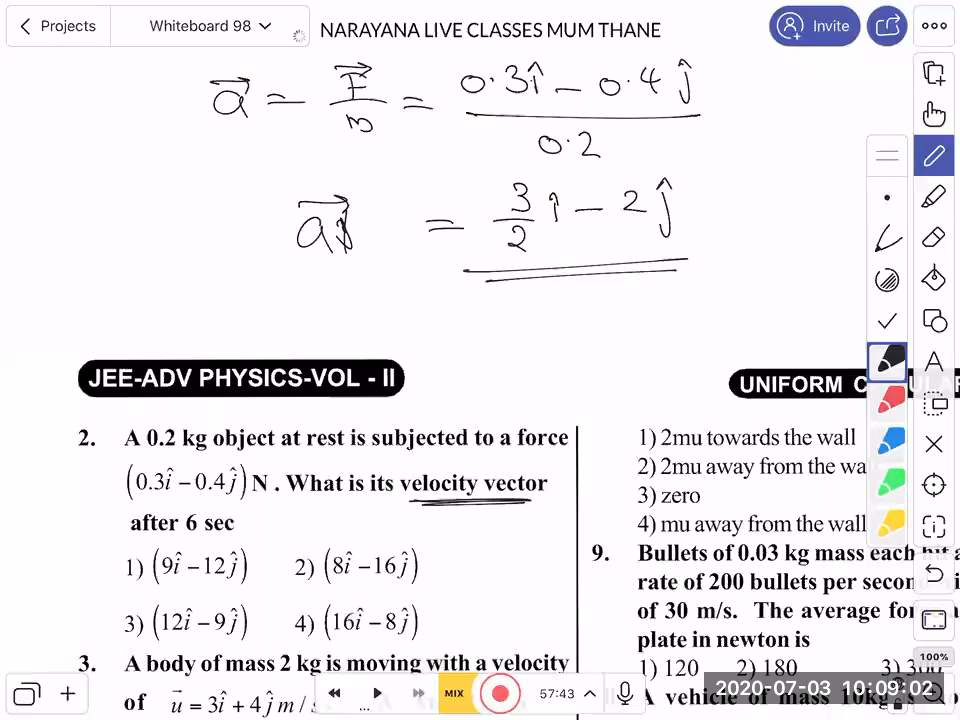 Projects
Whiteboard 98
NARAYANA LIVE CLASSES MUM THANE
Invite
a⃗ = F⃗/m = (0.3î − 0.4ĵ)/0.2
= 3/2 î − 2ĵ
JEE-ADV PHYSICS-VOL - II
2. A 0.2 kg object at rest is subjected to a force
(0.3î − 0.4ĵ) N . What is its velocity vector
after 6 sec
1) (9î − 12ĵ) 2) (8î − 16ĵ)
3) (12î − 9ĵ) 4) (16î − 8ĵ)
3. A body of mass 2 kg is moving with a velocity
of u⃗ = 3î + 4ĵ m/
UNIFORM
1) 2mu towards the wall
2) 2mu away from the wa
3) zero
4) mu away from the wall
9. Bullets of 0.03 kg mass each hit a
rate of 200 bullets per second
of 30 m/s. The average for
plate in newton is
1) 120 2) 180 3) 300
A vehicle of mass 10kg
100%
MIX
57:43
2020-07-03 10:09:02